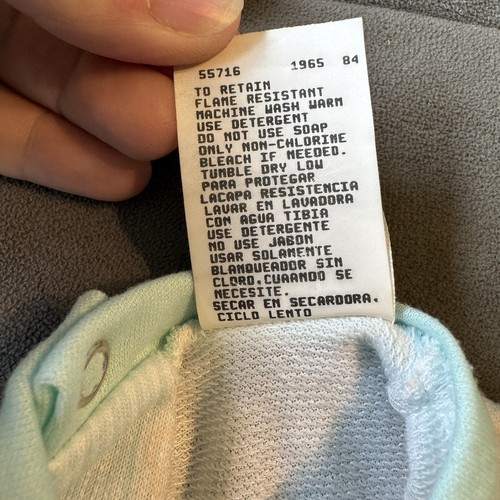 55716 1965 84
TO RETAIN
FLAME RESISTANT
MACHINE WASH WARM
USE DETERGENT
DO NOT USE SOAP
ONLY NON-CHLORINE
BLEACH IF NEEDED.
TUMBLE DRY LOW
PARA PROTEGAR
LACAPA RESISTENCIA
LAVAR EN LAVADORA
CON AGUA TIBIA
USE DETERGENTE
NO USE JABON
USAR SOLAMENTE
BLANQUEADOR SIN
CLORO.CUAANDO SE
NECESITE.
SECAR EN SECARDORA.
CICLO LENTO